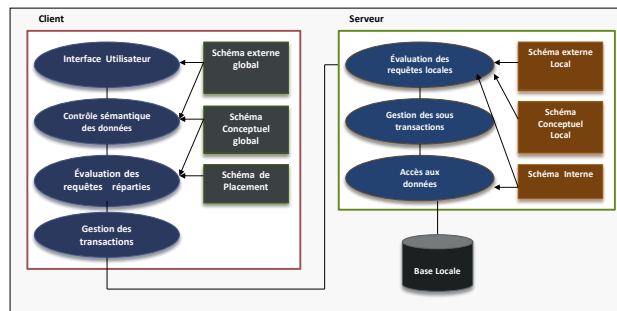 Client
Serveur
Interface Utilisateur
Schéma externe
global
Contrôle sémantique
des données
Schéma
Conceptuel
global
Évaluation des
requêtes réparties
Schéma de
Placement
Gestion des
transactions
Évaluation des
requêtes locales
Schéma externe
Local
Gestion des sous
transactions
Schéma
Conceptuel
Local
Accès aux
données
Schéma Interne
Base Locale